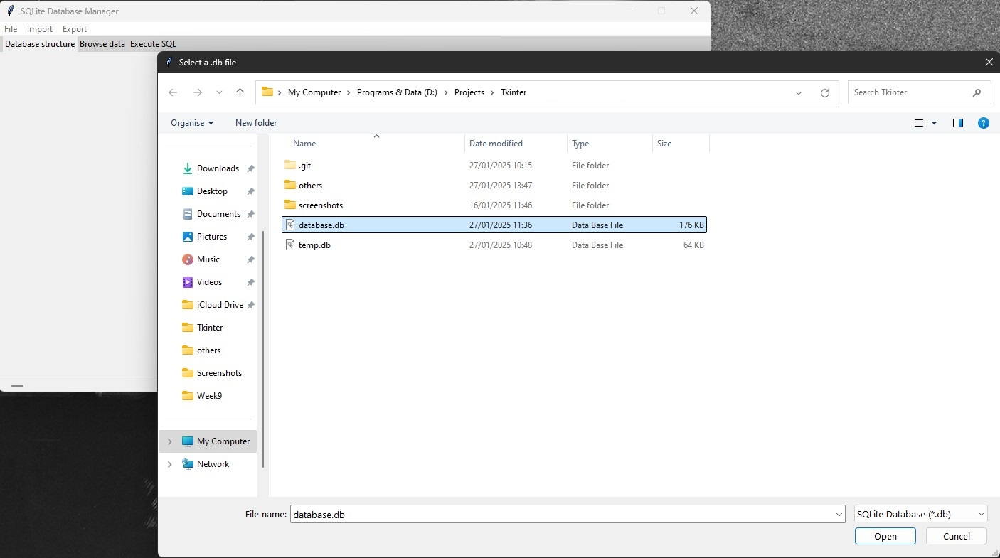 SQLite Database Manager
File Import Export
Database structure Browse data Execute SQL
Select a .db file
My Computer Programs & Data (D:) Projects Tkinter
Search Tkinter
Organise New folder
Name Date modified Type Size
.git 27/01/2025 10:15 File folder
others 27/01/2025 13:47 File folder
screenshots 16/01/2025 11:46 File folder
database.db 27/01/2025 11:36 Data Base File 176 KB
temp.db 27/01/2025 10:48 Data Base File 64 KB
Downloads
Desktop
Documents
Pictures
Music
Videos
iCloud Drive
Tkinter
others
Screenshots
Week9
My Computer
Network
File name: database.db SQLite Database (*.db)
Open Cancel